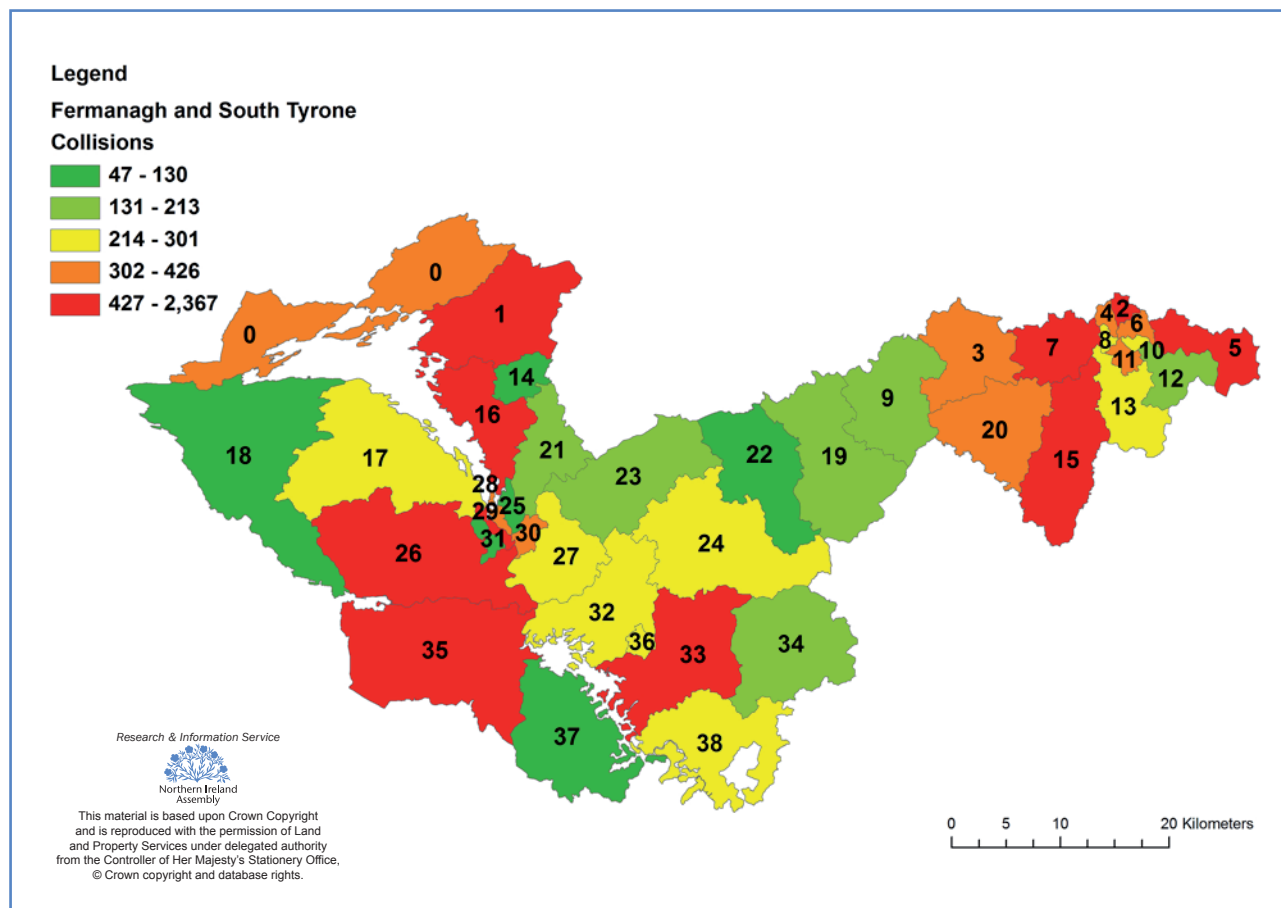 Legend
Fermanagh and South Tyrone
Collisions
47 - 130
131 - 213
214 - 301
302 - 426
427 - 2,367
0
0
1
2
4
6
3
7
8
10
5
11
12
14
9
13
16
20
15
21
18
17
22
19
23
28
25
29
30
31
24
26
27
32
36
33
34
35
37
38
Research & Information Service
Northern Ireland
Assembly
This material is based upon Crown Copyright
and is reproduced with the permission of Land
and Property Services under delegated authority
from the Controller of Her Majesty's Stationery Office,
© Crown copyright and database rights.
0 5 10 20 Kilometers